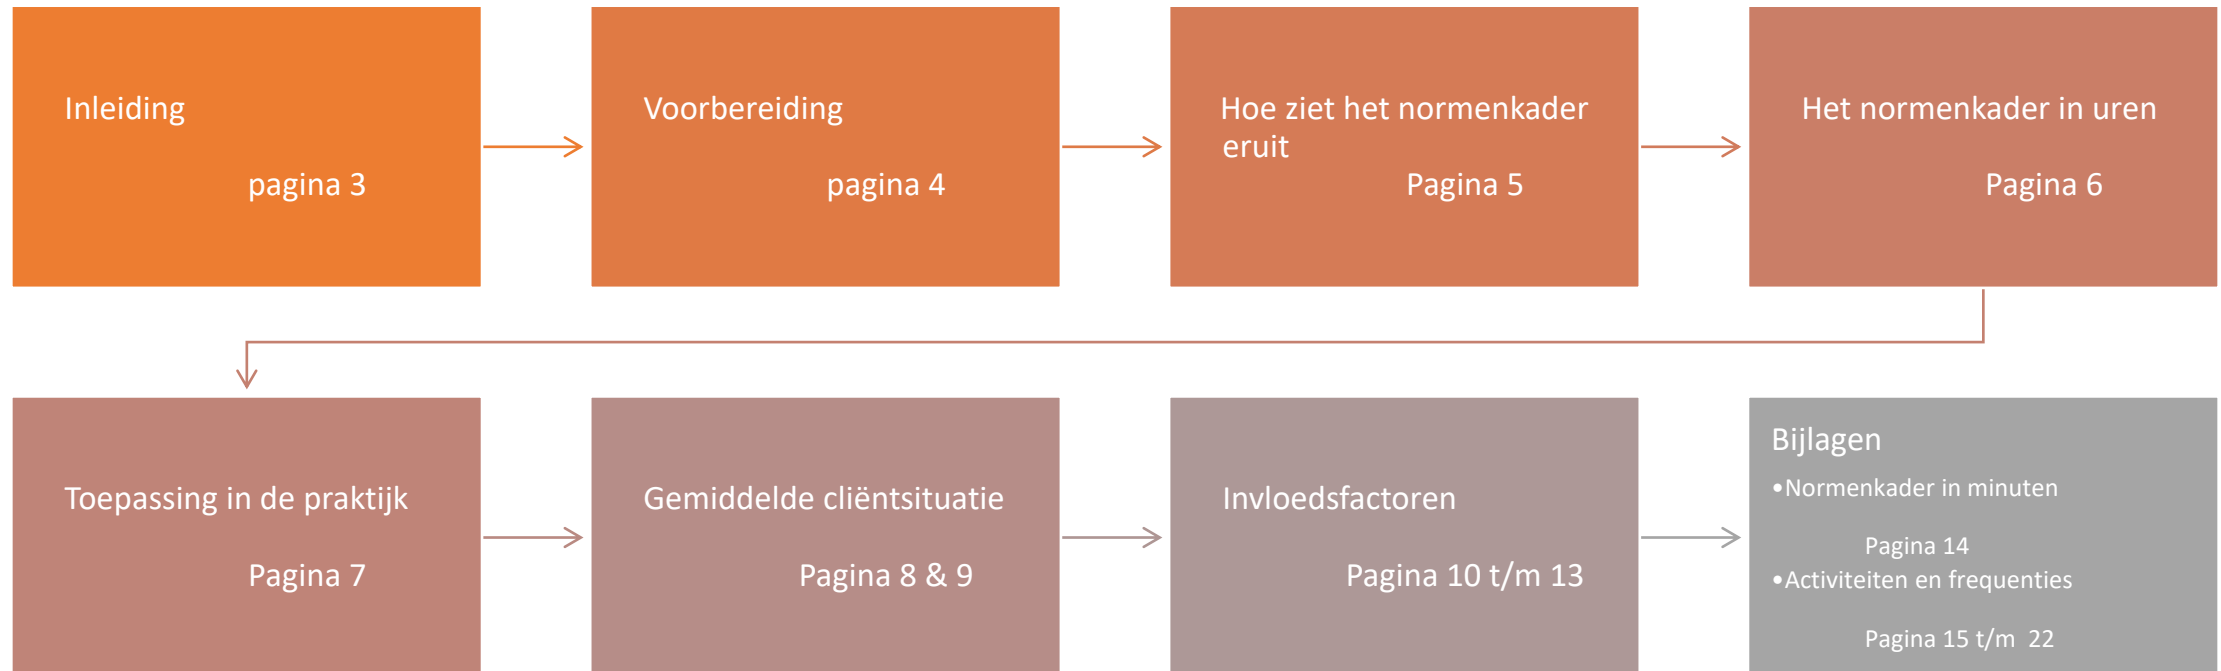 Inleiding
pagina 3
Voorbereiding
pagina 4
Hoe ziet het normenkader
eruit
Pagina 5
Het normenkader in uren
Pagina 6
Toepassing in de praktijk
Pagina 7
Gemiddelde cliëntsituatie
Pagina 8 & 9
Invloedsfactoren
Pagina 10 t/m 13
Bijlagen
•Normenkader in minuten
Pagina 14
•Activiteiten en frequenties
Pagina 15 t/m 22